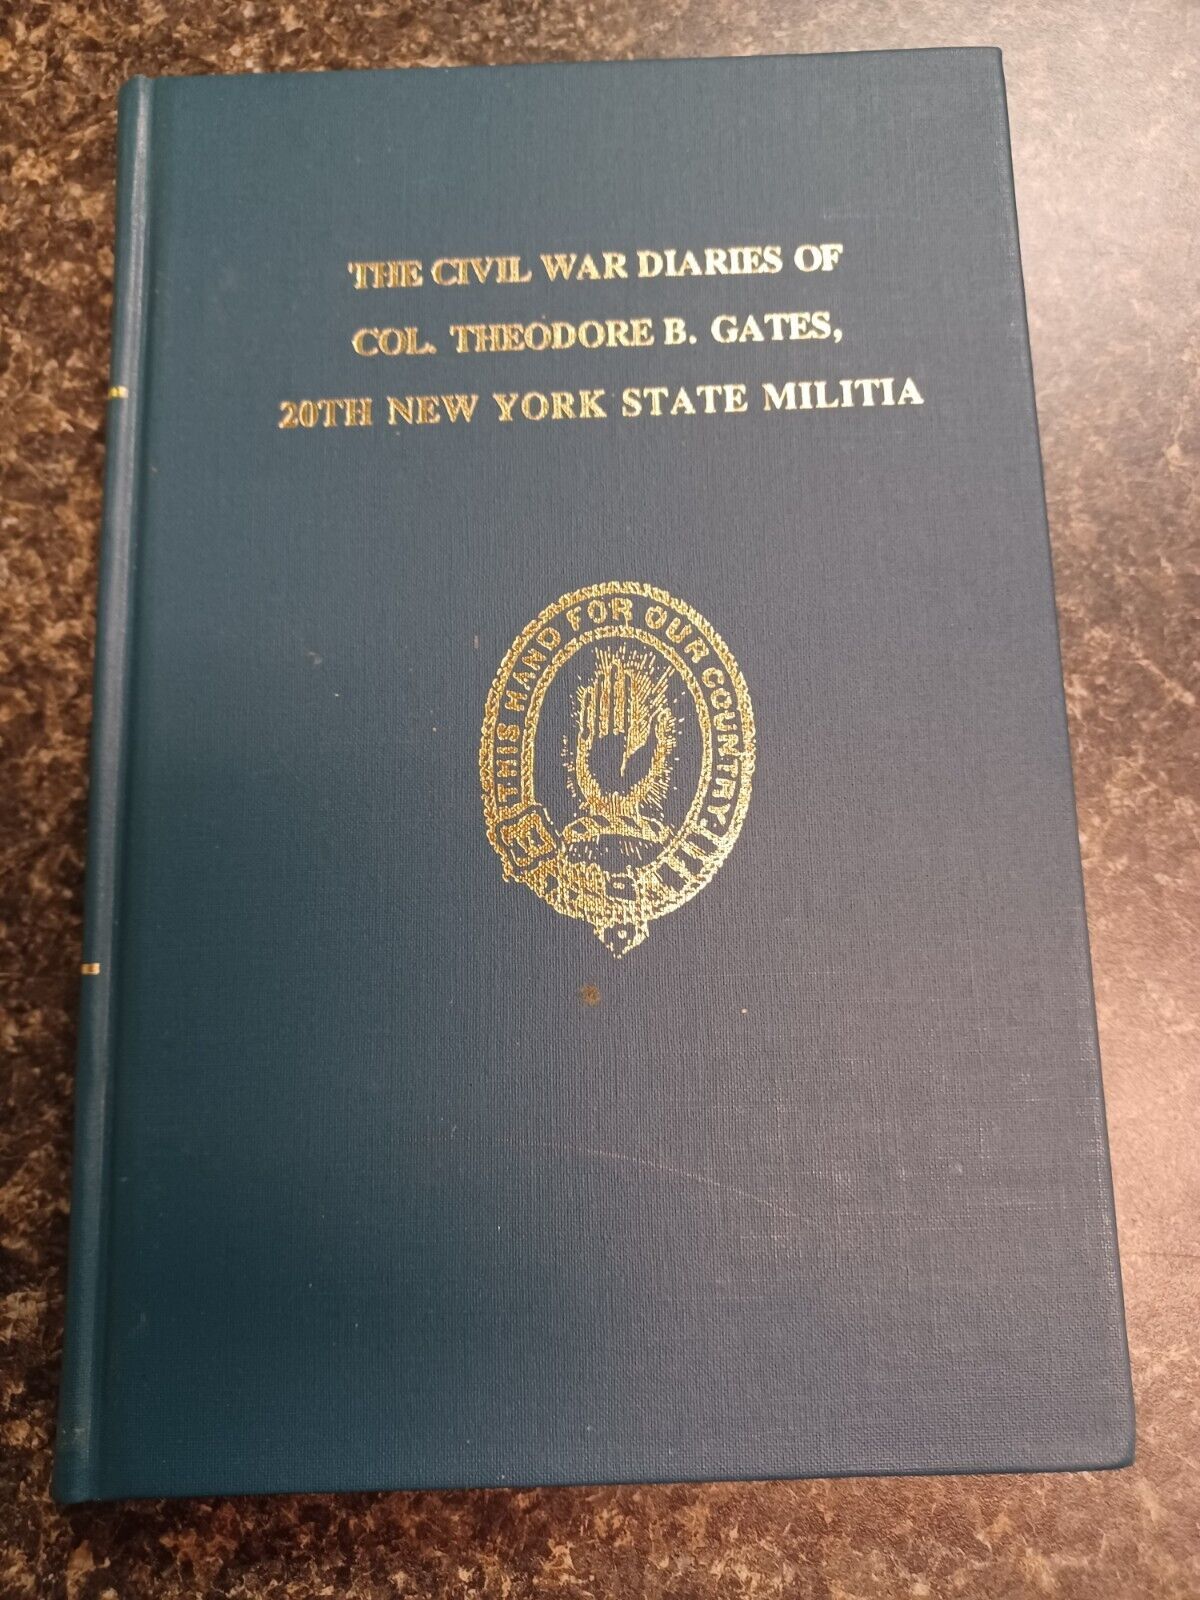 THE CIVIL WAR DIARIES OF
COL. THEODORE B. GATES,
20TH NEW YORK STATE MILITIA
THIS HAND FOR OUR COUNTRY.